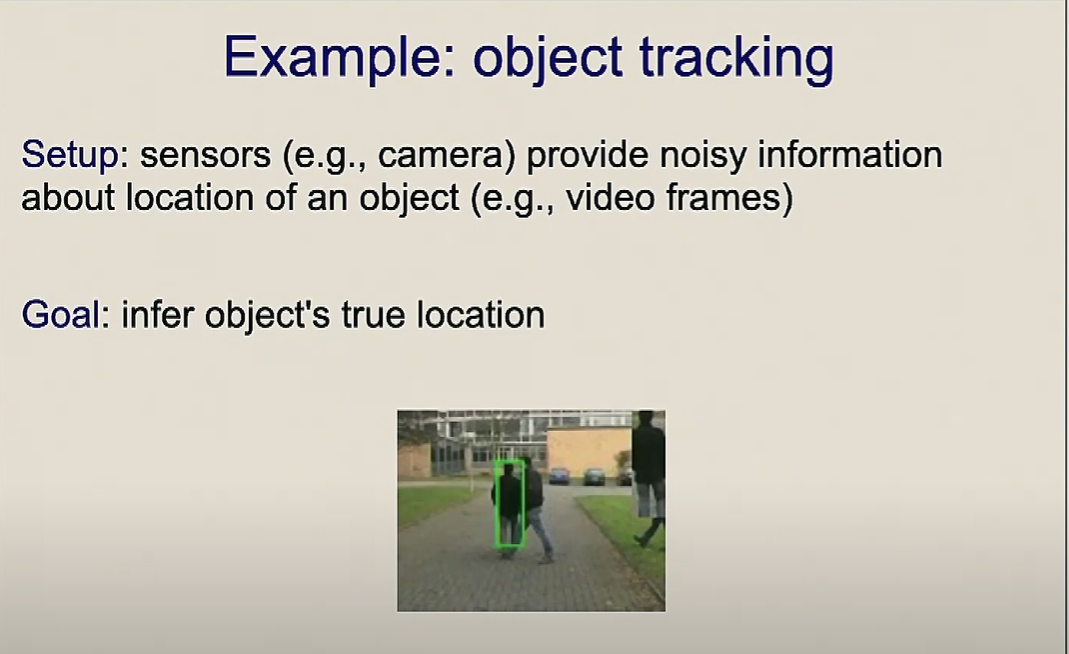 Example: object tracking
Setup: sensors (e.g., camera) provide noisy information
about location of an object (e.g., video frames)
Goal: infer object's true location